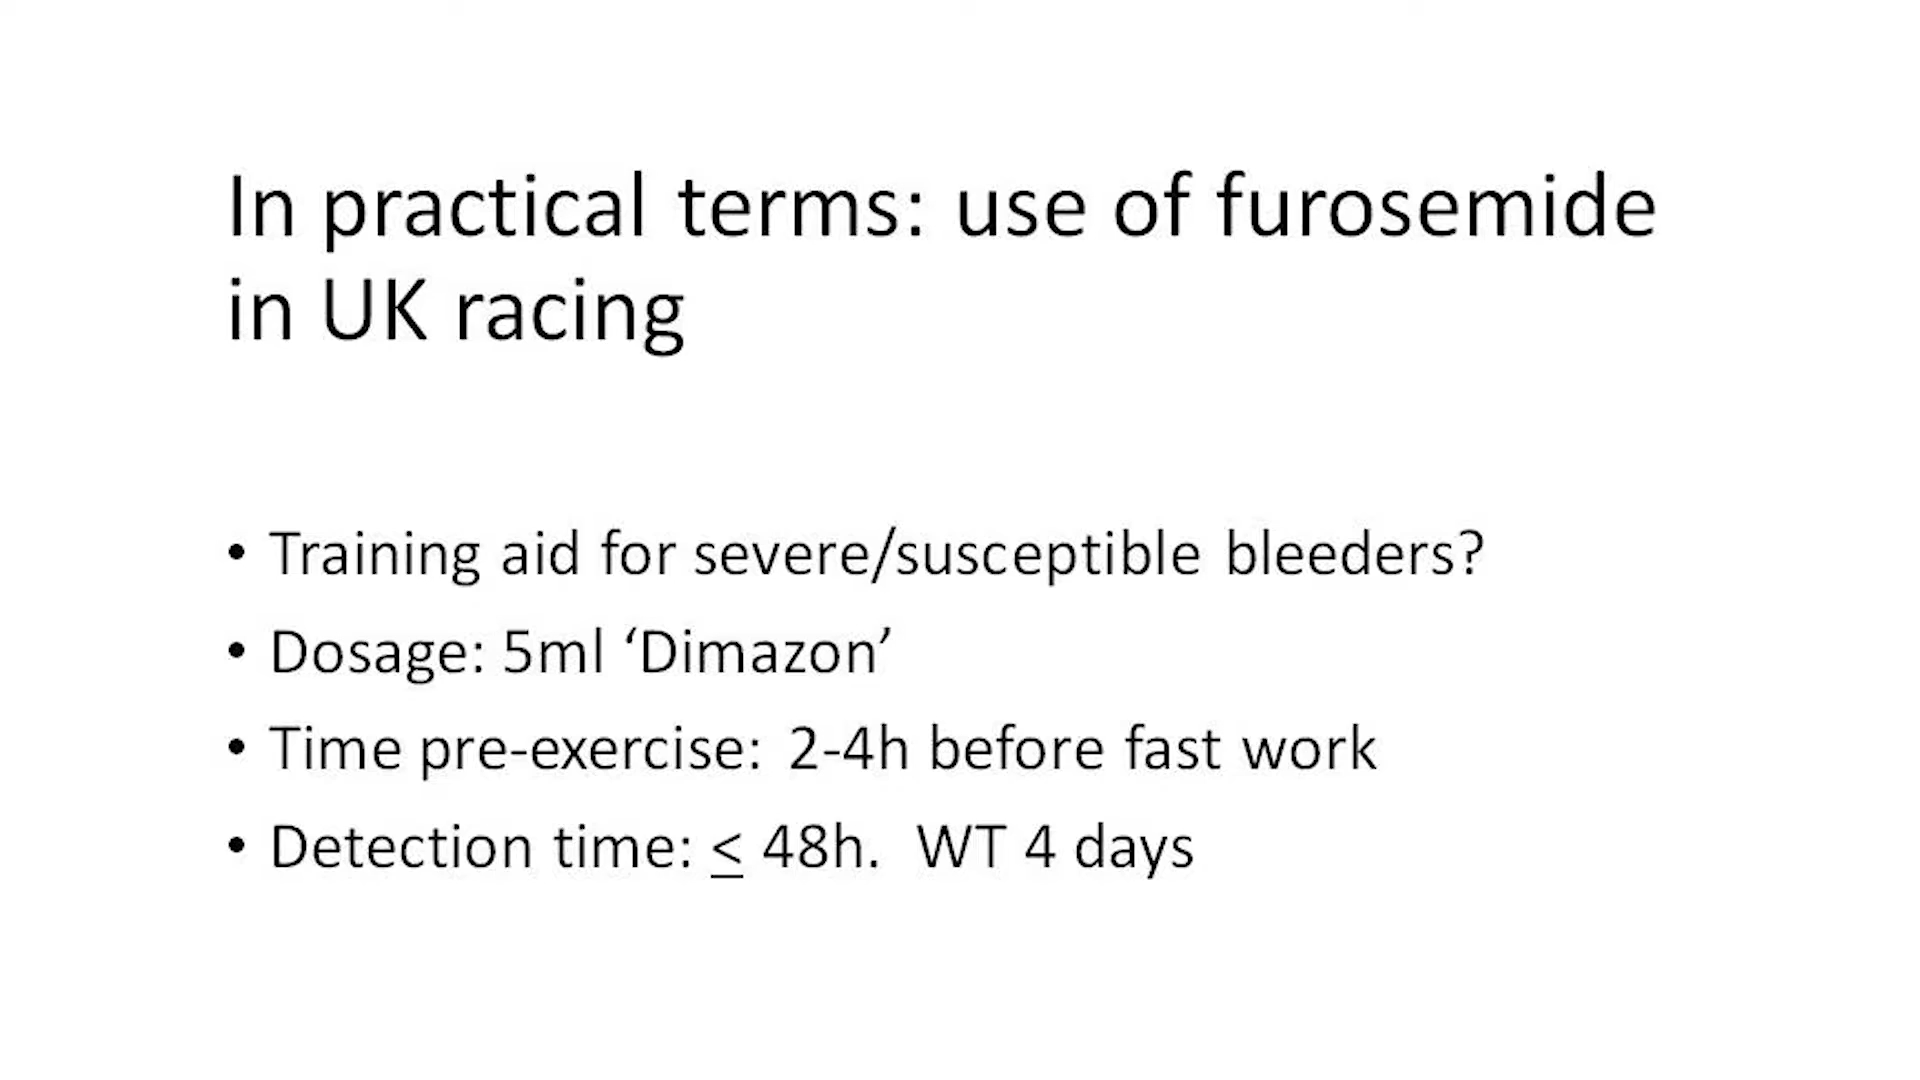 In practical terms: use of furosemide
in UK racing
• Training aid for severe/susceptible bleeders?
• Dosage: 5ml ‘Dimazon’
• Time pre-exercise: 2-4h before fast work
• Detection time: ≤ 48h. WT 4 days